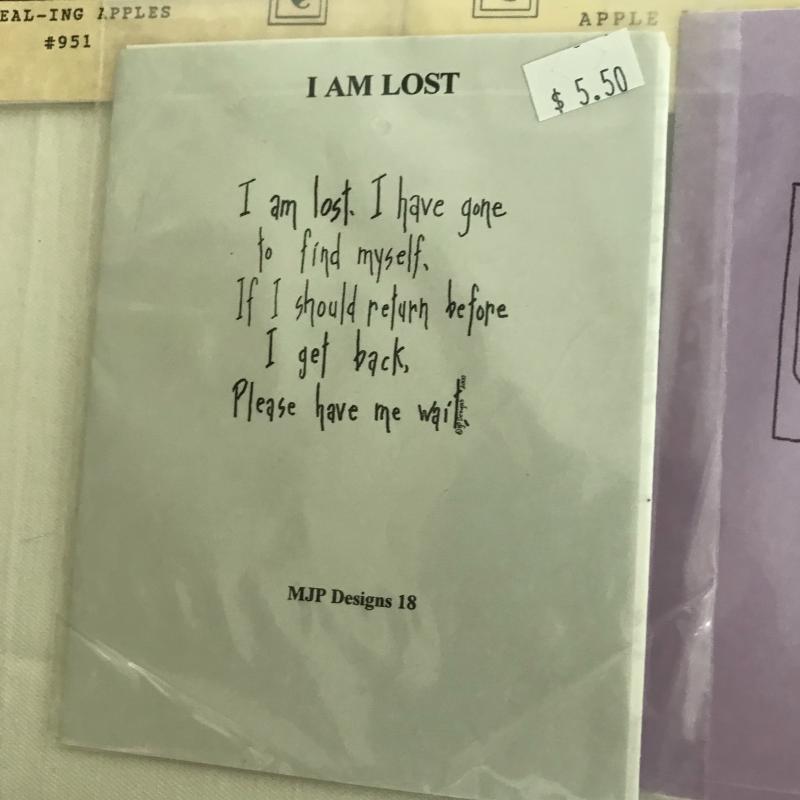 EAL-ING APPLES
#951
APPLE
I AM LOST
$ 5.50
I am lost. I have gone
to find myself.
If I should return before
I get back,
Please have me wait
MJP Designs 18